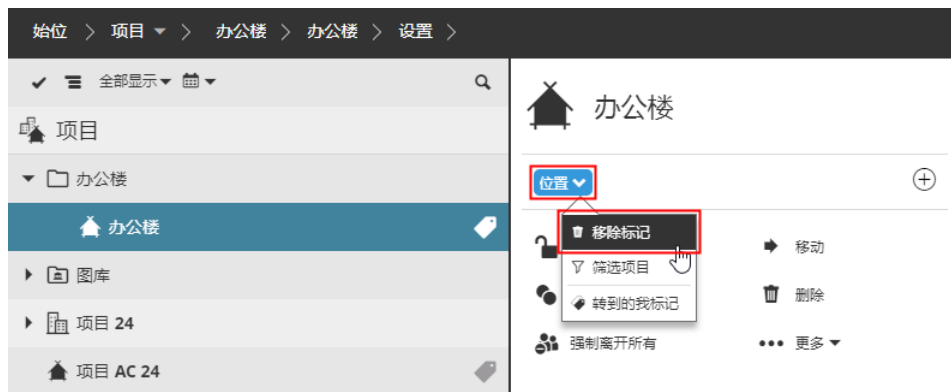 始位 > 项目 > 办公楼 > 办公楼 > 设置 >
全部显示
项目
办公楼
办公楼
图库
项目 24
项目 AC 24
办公楼
位置
移除标记
筛选项目
转到的我标记
移动
删除
强制离开所有
更多